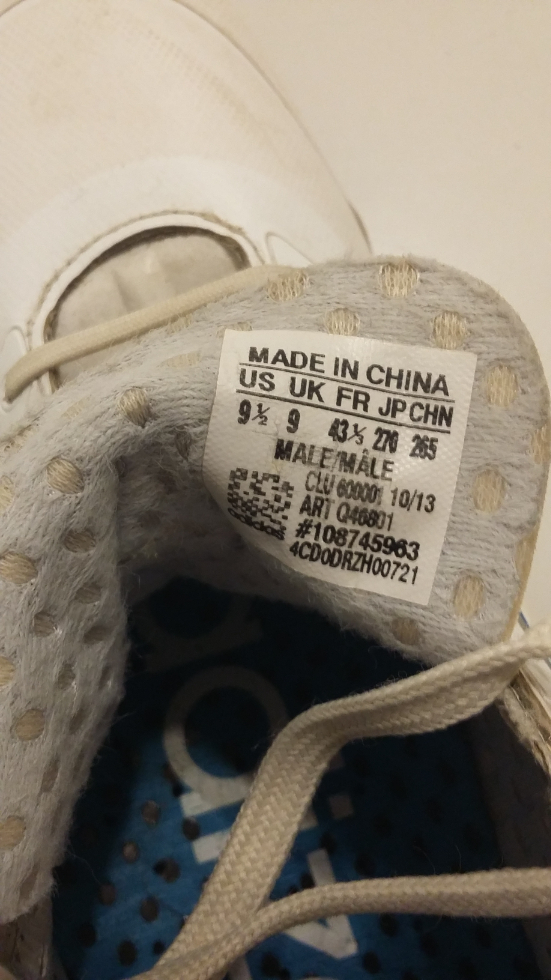 MADE IN CHINA
US UK FR JP CHN
9½ 9 43⅓ 270 265
MALE/MÂLE
CLU 600001 10/13
ART Q46801
#108745963
4CD0DRZH00721